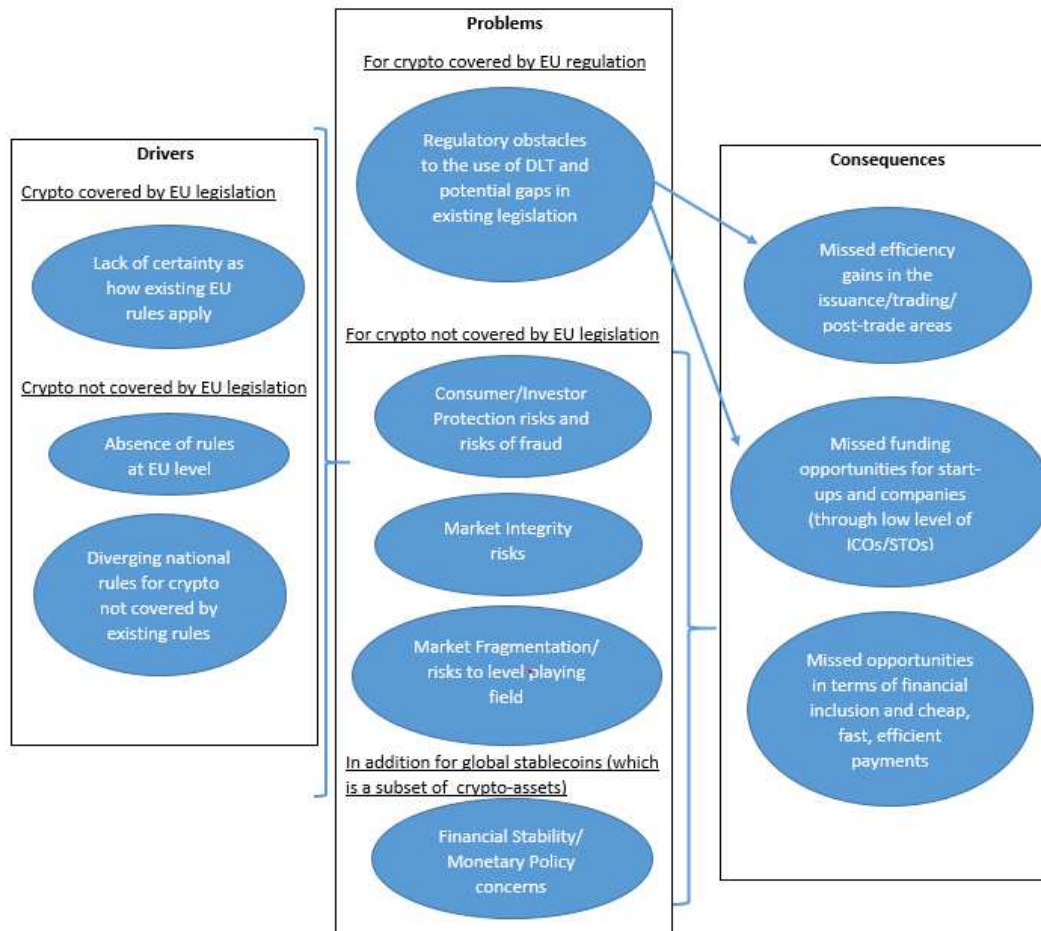 Drivers
Crypto covered by EU legislation
Lack of certainty as
how existing EU
rules apply
Crypto not covered by EU legislation
Absence of rules
at EU level
Diverging national
rules for crypto
not covered by
existing rules
Problems
For crypto covered by EU regulation
Regulatory obstacles
to the use of DLT and
potential gaps in
existing legislation
For crypto not covered by EU legislation
Consumer/Investor
Protection risks and
risks of fraud
Market Integrity
risks
Market Fragmentation/
risks to level playing
field
In addition for global stablecoins (which
is a subset of crypto-assets)
Financial Stability/
Monetary Policy
concerns
Consequences
Missed efficiency
gains in the
issuance/trading/
post-trade areas
Missed funding
opportunities for start-
ups and companies
(through low level of
ICOs/STOs)
Missed opportunities
in terms of financial
inclusion and cheap,
fast, efficient
payments